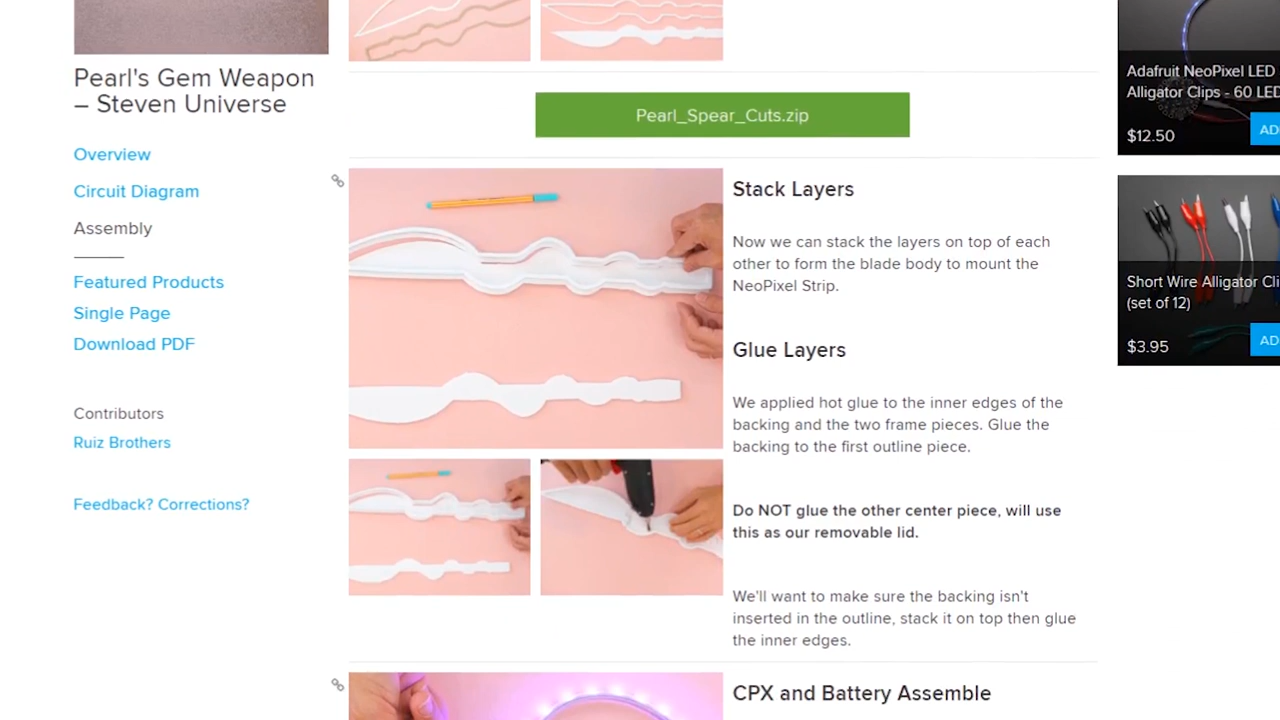 Pearl's Gem Weapon
– Steven Universe
Overview
Circuit Diagram
Assembly
Featured Products
Single Page
Download PDF
Contributors
Ruiz Brothers
Feedback? Corrections?
Pearl_Spear_Cuts.zip
Stack Layers
Now we can stack the layers on top of each
other to form the blade body to mount the
NeoPixel Strip.
Glue Layers
We applied hot glue to the inner edges of the
backing and the two frame pieces. Glue the
backing to the first outline piece.
Do NOT glue the other center piece, will use
this as our removable lid.
We'll want to make sure the backing isn't
inserted in the outline, stack it on top then glue
the inner edges.
CPX and Battery Assemble
Adafruit NeoPixel LED
Alligator Clips - 60 LED
$12.50
AD
Short Wire Alligator Cli
(set of 12)
$3.95
AD